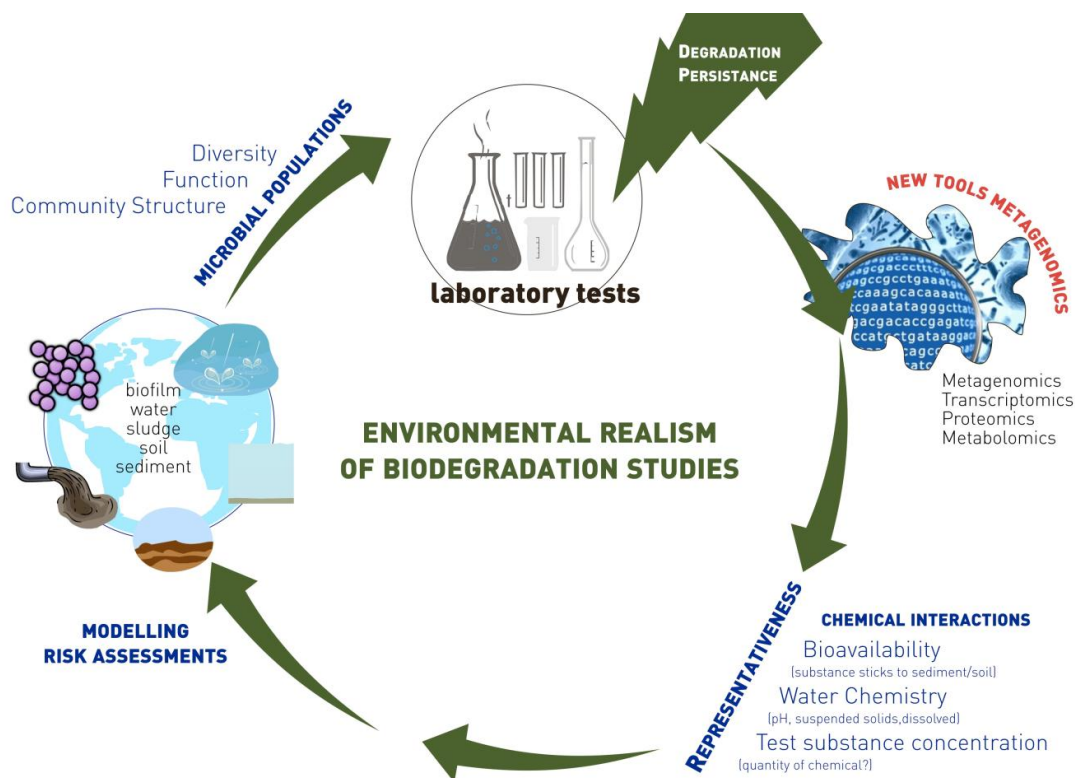 DEGRADATION
PERSISTANCE
Diversity
Function
Community Structure
MICROBIAL POPULATIONS
laboratory tests
NEW TOOLS METAGENOMICS
Metagenomics
Transcriptomics
Proteomics
Metabolomics
biofilm
water
sludge
soil
sediment
ENVIRONMENTAL REALISM
OF BIODEGRADATION STUDIES
MODELLING
RISK ASSESSMENTS
REPRESENTATIVENESS
CHEMICAL INTERACTIONS
Bioavailability
(substance sticks to sediment/soil)
Water Chemistry
(pH, suspended solids,dissolved)
Test substance concentration
(quantity of chemical?)